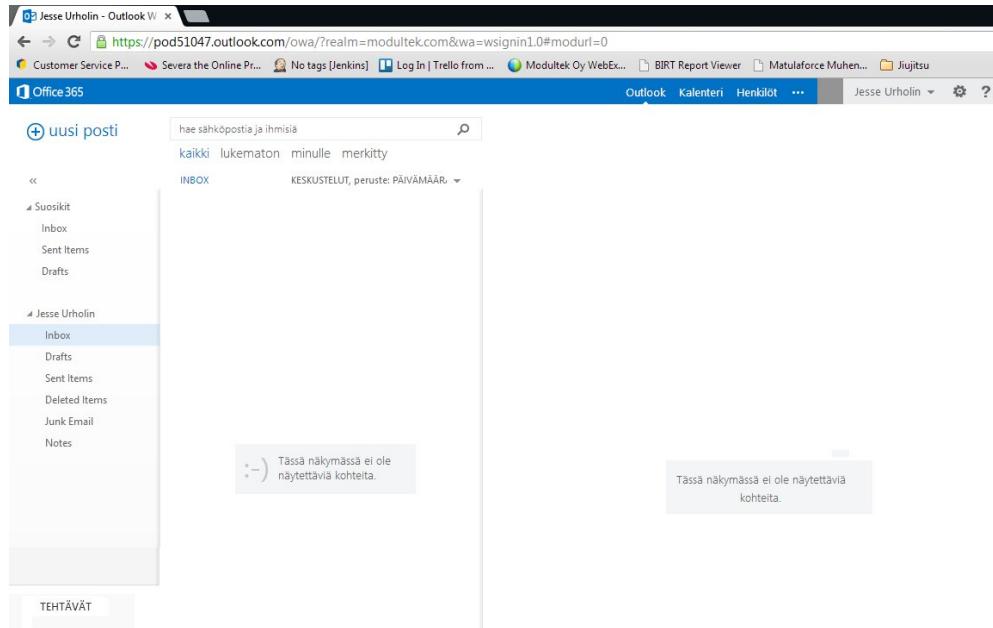 Jesse Urholin - Outlook W
https://pod51047.outlook.com/owa/?realm=modultek.com&wa=wsignin1.0#modurl=0
Customer Service P... Severa the Online Pr... No tags [Jenkins] Log In | Trello from ... Modultek Oy WebEx... BIRT Report Viewer Matulaforce Muhen... Jiujitsu
Office 365 Outlook Kalenteri Henkilöt ... Jesse Urholin ?
uusi posti
hae sähköpostia ja ihmisiä
kaikki lukematon minulle merkitty
INBOX KESKUSTELUT, peruste: PÄIVÄMÄÄR
Suosikit
Inbox
Sent Items
Drafts
Jesse Urholin
Inbox
Drafts
Sent Items
Deleted Items
Junk Email
Notes
TEHTÄVÄT
:-) Tässä näkymässä ei ole
näytettäviä kohteita.
Tässä näkymässä ei ole näytettäviä
kohteita.